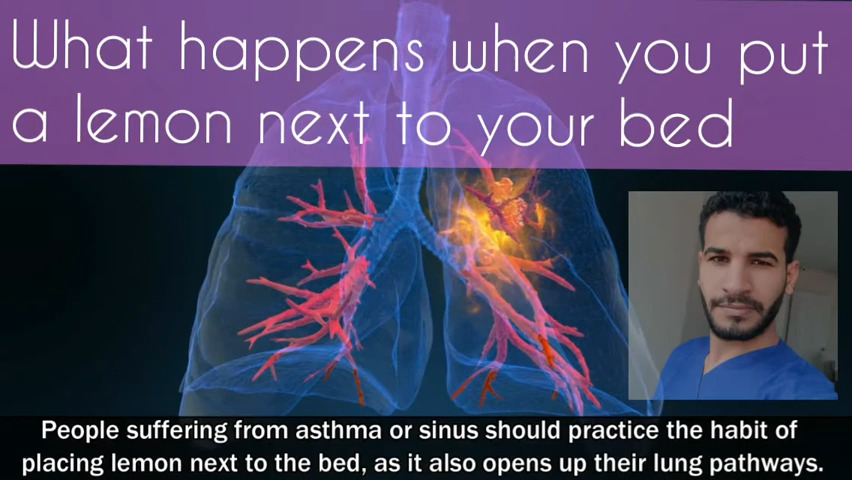 What happens when you put
a lemon next to your bed
People suffering from asthma or sinus should practice the habit of
placing lemon next to the bed, as it also opens up their lung pathways.